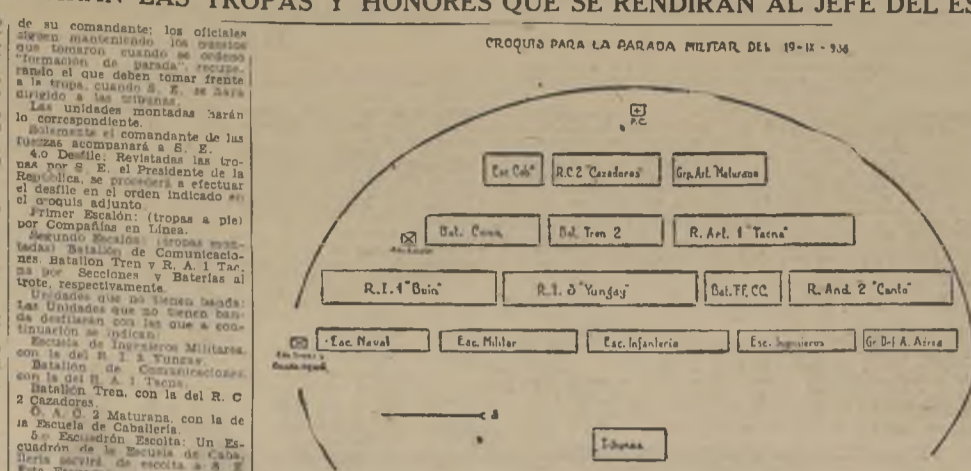 LAS TROPAS Y HONORES QUE SE RENDIRAN AL JEFE DEL
de su comandante; los oficiales
siguen manteniendo los puestos
que tomaron cuando se ordenó
"formación de parada", recupe-
rando el que deben tomar frente
a la tropa, cuando S. E. se haya
dirigido a las tribunas.
Las unidades montadas harán
lo correspondiente.
Solamente el comandante de las
fuerzas acompañará a S. E.
4.o Desfile: Revistadas las tro-
pas por S. E. el Presidente de la
República, se procederá a efectuar
el desfile en el orden indicado en
el croquis adjunto.
Primer Escalón: (tropas a pie)
por Compañías en Línea.
Segundo Escalón: (tropas mon-
tadas) Batallón de Comunicacio-
nes, Batallón Tren y R. A. 1 Tac-
na por Secciones y Baterías al
trote, respectivamente.
Unidades que no tienen banda:
Las Unidades que no tienen ban-
da desfilarán con las que a con-
tinuación se indican:
Escuela de Ingenieros Militares,
con la del R. I. 3 Yungay.
Batallón de Comunicaciones,
con la del R. A. 1 Tacna.
Batallón Tren, con la del R. C
2 Cazadores.
G. A. C. 2 Maturana, con la de
la Escuela de Caballería.
5.o Escuadrón Escolta: Un Es-
cuadrón de la Escuela de Caba-
llería servirá de escolta a S. E
CROQUIS PARA LA PARADA MILITAR DEL 19-IX-936
P.C.
Esc. Cabª
R.C 2 "Cazadores"
Grp. Art. Maturana
Bat. Com.
Bat. Tren 2
R. Art. 1 "Tacna"
R.I. 1 "Buin"
R.I. 3 "Yungay"
Bat. FF. CC.
R. And. 2 "Canto"
Esc. Naval
Esc. Militar
Esc. Infanteria
Esc. Ingenieros
Gr. D-f A. Aérea
Tribunas